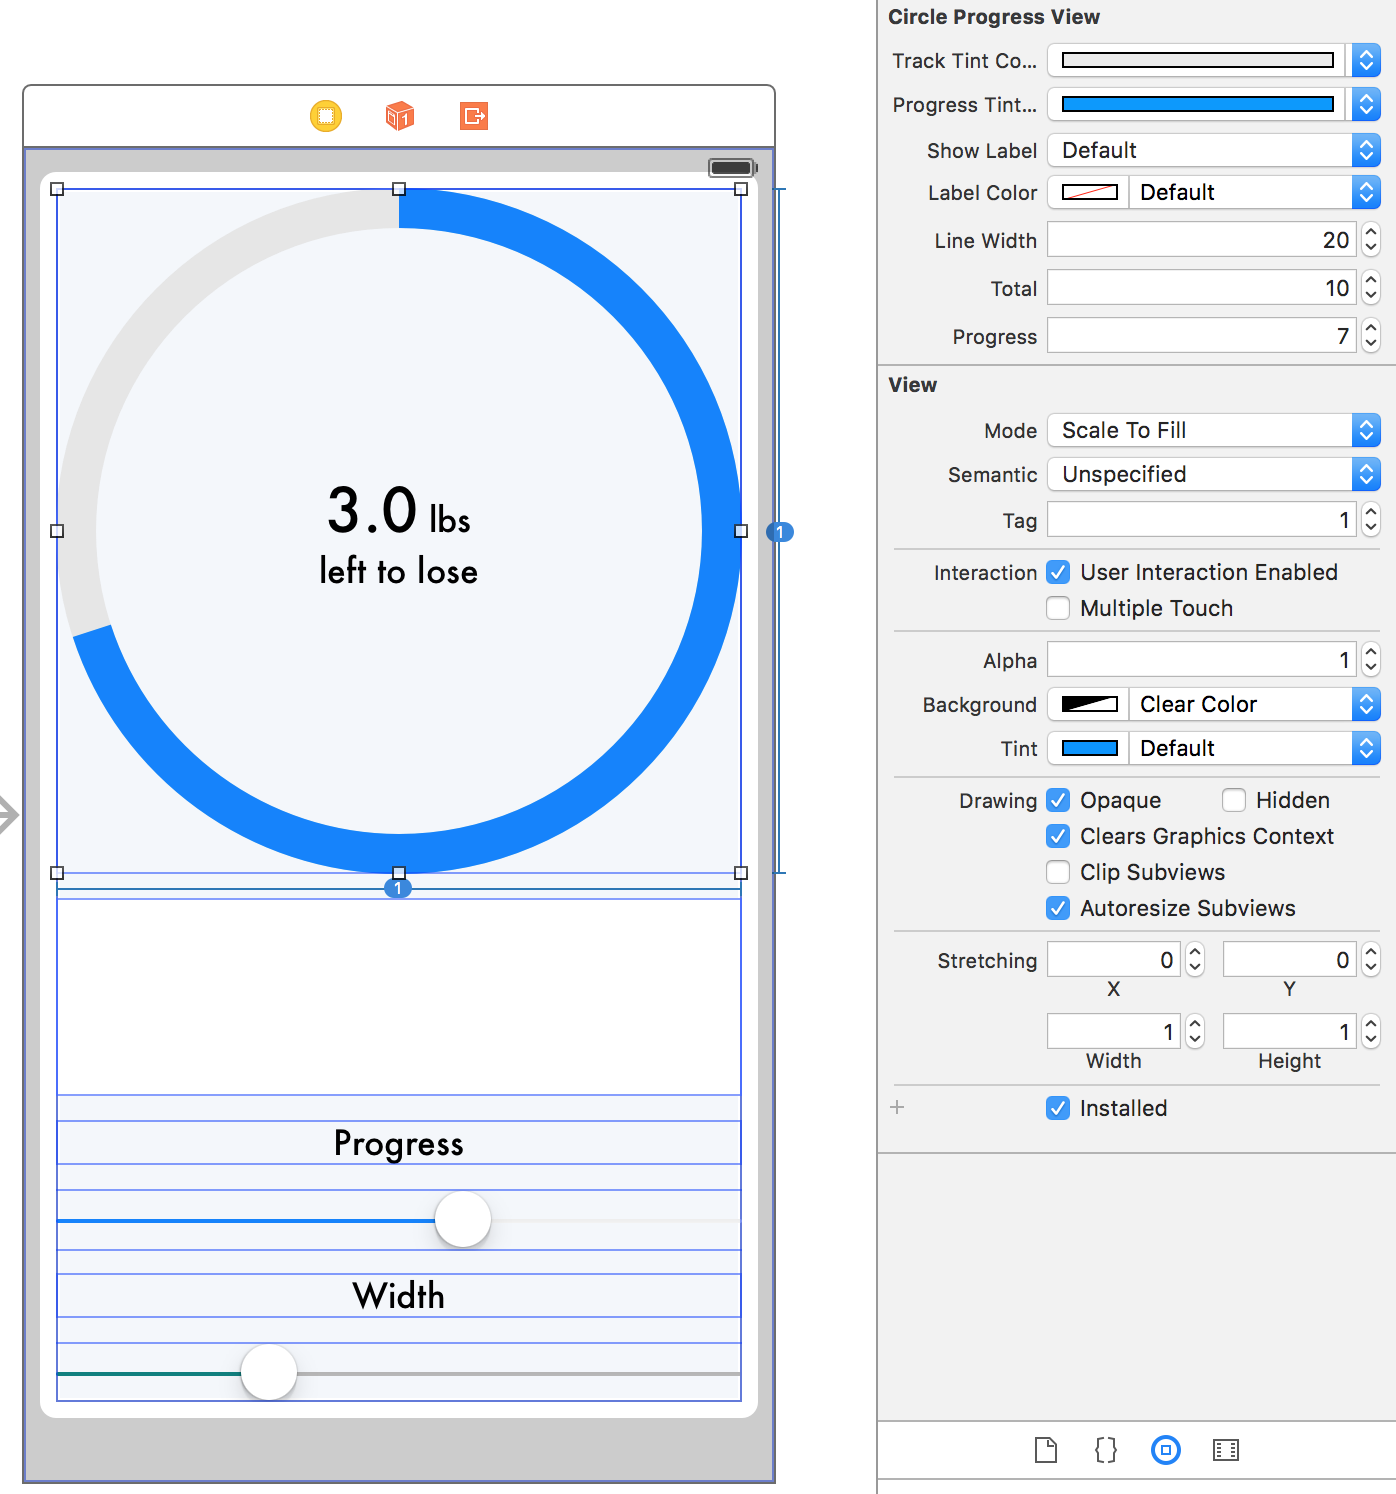 3.0 lbs
left to lose
1
1
Progress
Width
Circle Progress View
Track Tint Co...
Progress Tint...
Show Label Default
Label Color Default
Line Width 20
Total 10
Progress 7
View
Mode Scale To Fill
Semantic Unspecified
Tag 1
Interaction User Interaction Enabled
Multiple Touch
Alpha 1
Background Clear Color
Tint Default
Drawing Opaque Hidden
Clears Graphics Context
Clip Subviews
Autoresize Subviews
Stretching 0 0
X Y
1 1
Width Height
+ Installed